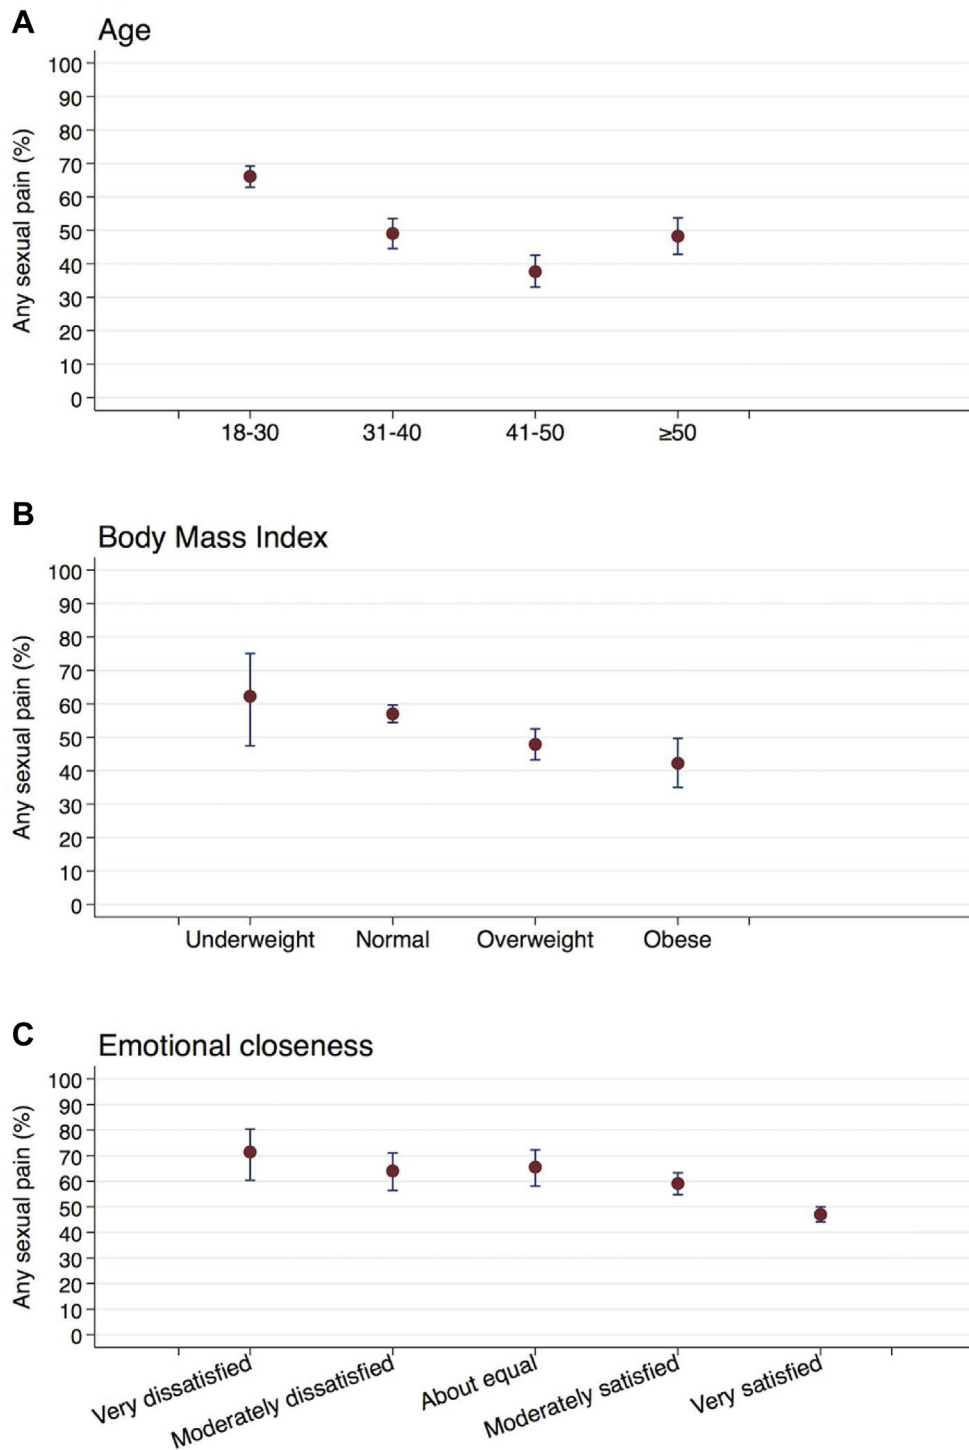 A
Age
Any sexual pain (%)
100
90
80
70
60
50
40
30
20
10
0
18-30 31-40 41-50 ≥50
B
Body Mass Index
Any sexual pain (%)
100
90
80
70
60
50
40
30
20
10
0
Underweight Normal Overweight Obese
C
Emotional closeness
Any sexual pain (%)
100
90
80
70
60
50
40
30
20
10
0
Very dissatisfied
Moderately dissatisfied
About equal
Moderately satisfied
Very satisfied